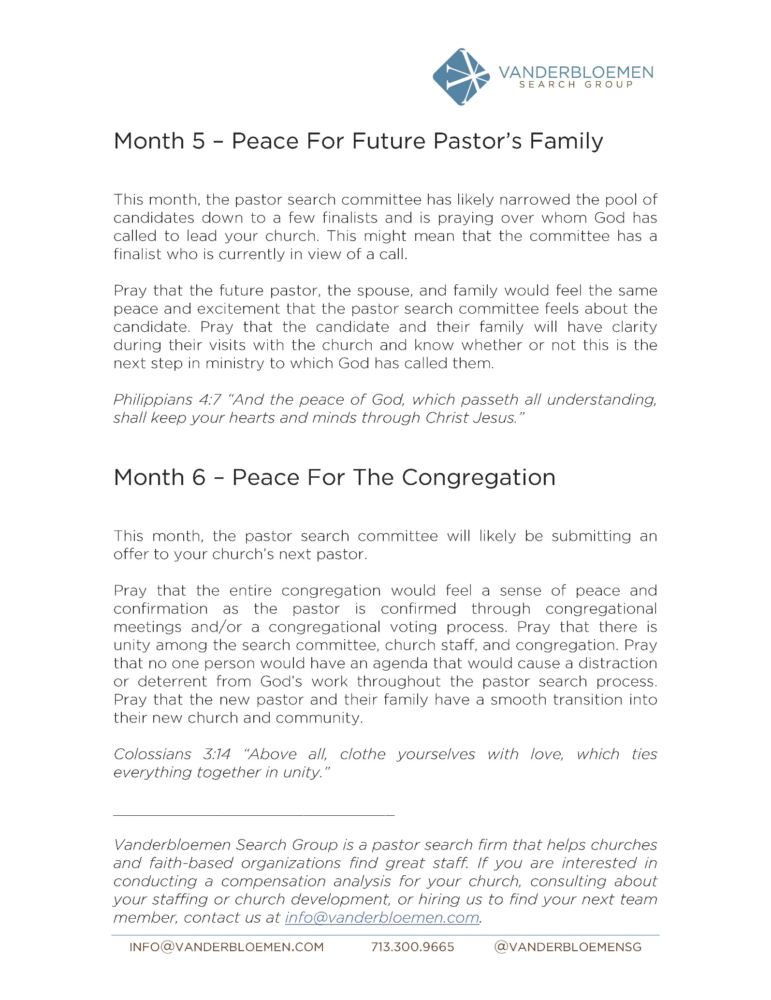 VANDERBLOEMEN
SEARCH GROUP
Month 5 – Peace For Future Pastor’s Family
This month, the pastor search committee has likely narrowed the pool of
candidates down to a few finalists and is praying over whom God has
called to lead your church. This might mean that the committee has a
finalist who is currently in view of a call.
Pray that the future pastor, the spouse, and family would feel the same
peace and excitement that the pastor search committee feels about the
candidate. Pray that the candidate and their family will have clarity
during their visits with the church and know whether or not this is the
next step in ministry to which God has called them.
Philippians 4:7 “And the peace of God, which passeth all understanding,
shall keep your hearts and minds through Christ Jesus.”
Month 6 – Peace For The Congregation
This month, the pastor search committee will likely be submitting an
offer to your church’s next pastor.
Pray that the entire congregation would feel a sense of peace and
confirmation as the pastor is confirmed through congregational
meetings and/or a congregational voting process. Pray that there is
unity among the search committee, church staff, and congregation. Pray
that no one person would have an agenda that would cause a distraction
or deterrent from God’s work throughout the pastor search process.
Pray that the new pastor and their family have a smooth transition into
their new church and community.
Colossians 3:14 “Above all, clothe yourselves with love, which ties
everything together in unity.”
Vanderbloemen Search Group is a pastor search firm that helps churches
and faith-based organizations find great staff. If you are interested in
conducting a compensation analysis for your church, consulting about
your staffing or church development, or hiring us to find your next team
member, contact us at info@vanderbloemen.com.
INFO@VANDERBLOEMEN.COM 713.300.9665 @VANDERBLOEMENSG